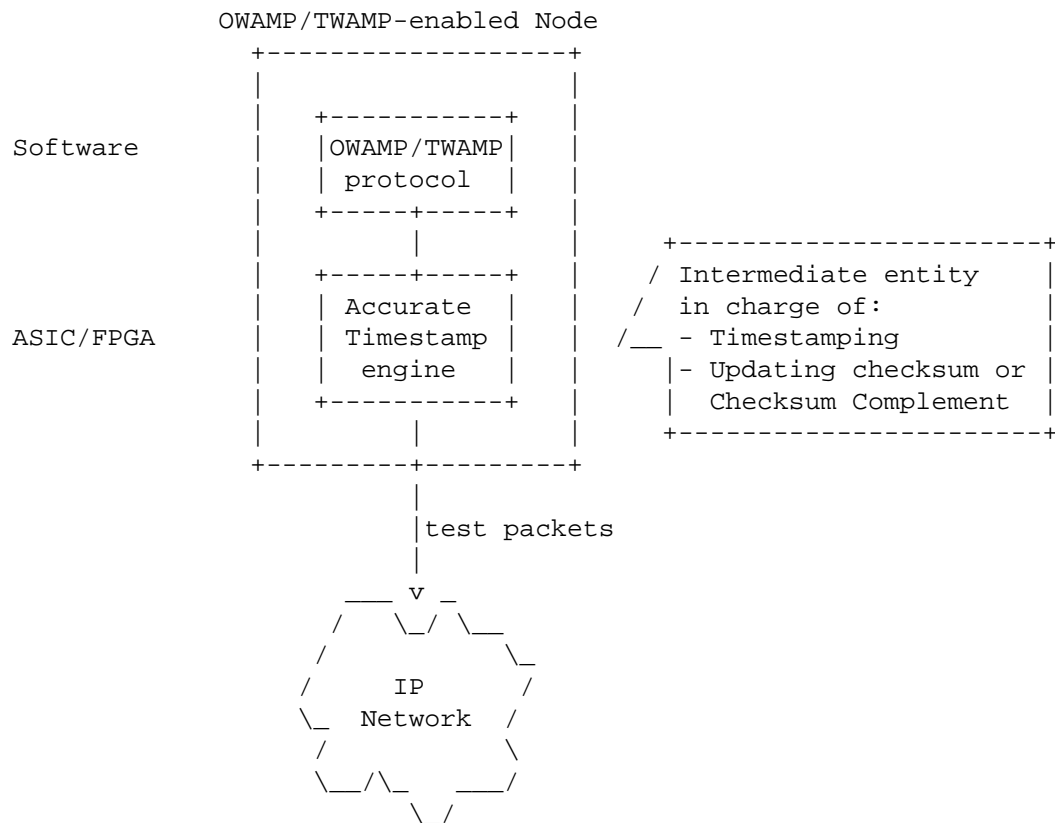 OWAMP/TWAMP-enabled Node
Software
OWAMP/TWAMP
protocol
ASIC/FPGA
Accurate
Timestamp
engine
Intermediate entity
in charge of:
- Timestamping
- Updating checksum or
Checksum Complement
test packets
IP
Network